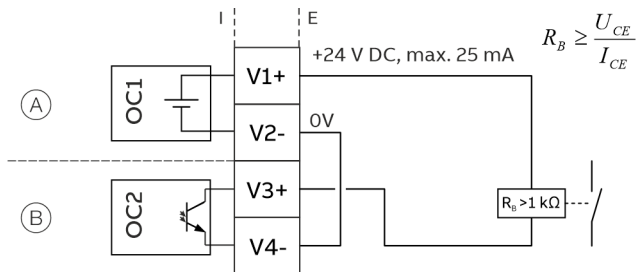 I E
+24 V DC, max. 25 mA
R_B ≥ U_CE / I_CE
A
OC1
V1+
V2-
0V
B
OC2
V3+
V4-
R_B >1 kΩ